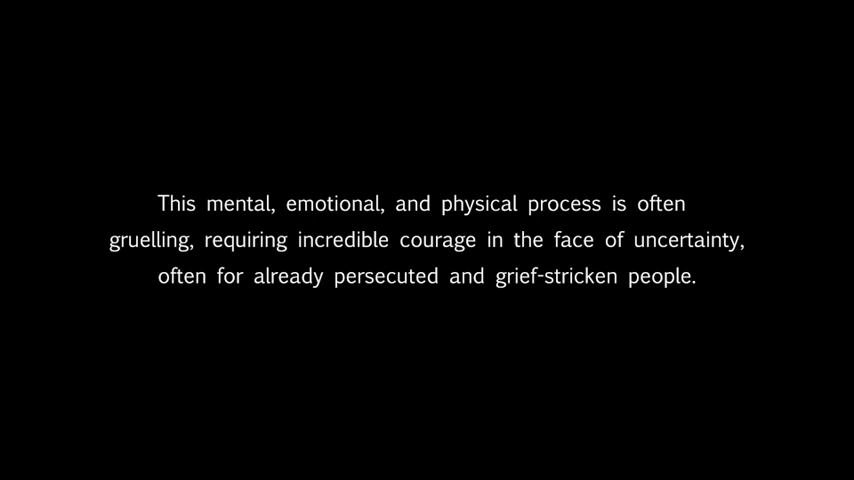 This mental, emotional, and physical process is often
gruelling, requiring incredible courage in the face of uncertainty,
often for already persecuted and grief-stricken people.